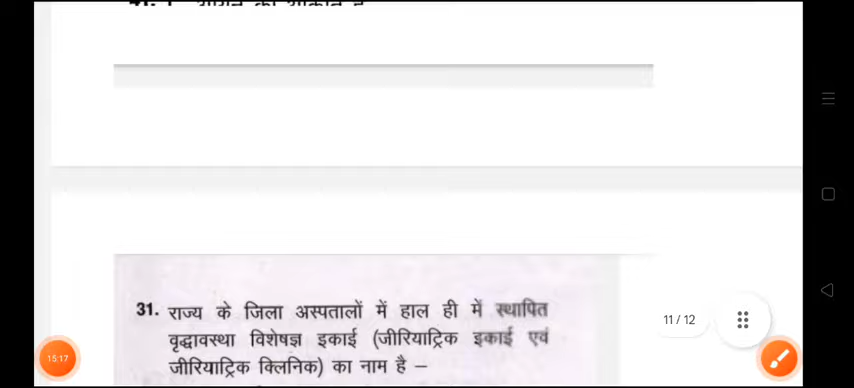 31. राज्य के जिला अस्पतालों में हाल ही में स्थापित
वृद्धावस्था विशेषज्ञ इकाई (जीरियाट्रिक इकाई एवं
जीरियाट्रिक क्लिनिक) का नाम है –
11 / 12
15:17